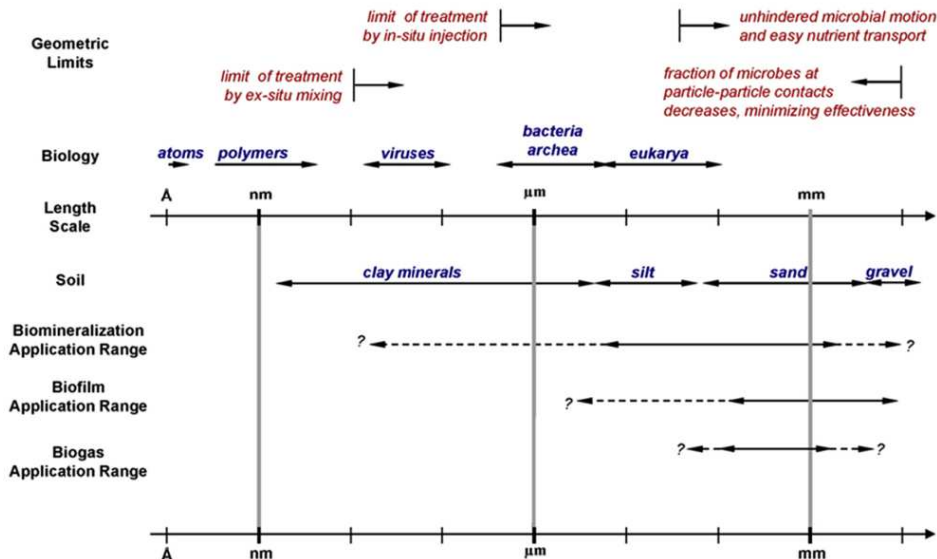 Geometric
Limits
limit of treatment
by in-situ injection
unhindered microbial motion
and easy nutrient transport
limit of treatment
by ex-situ mixing
fraction of microbes at
particle-particle contacts
decreases, minimizing effectiveness
Biology
atoms
polymers
viruses
bacteria
archea
eukarya
Length
Scale
Å
nm
μm
mm
Soil
clay minerals
silt
sand
gravel
Biomineralization
Application Range
?
?
Biofilm
Application Range
?
Biogas
Application Range
?
?
Å
nm
μm
mm